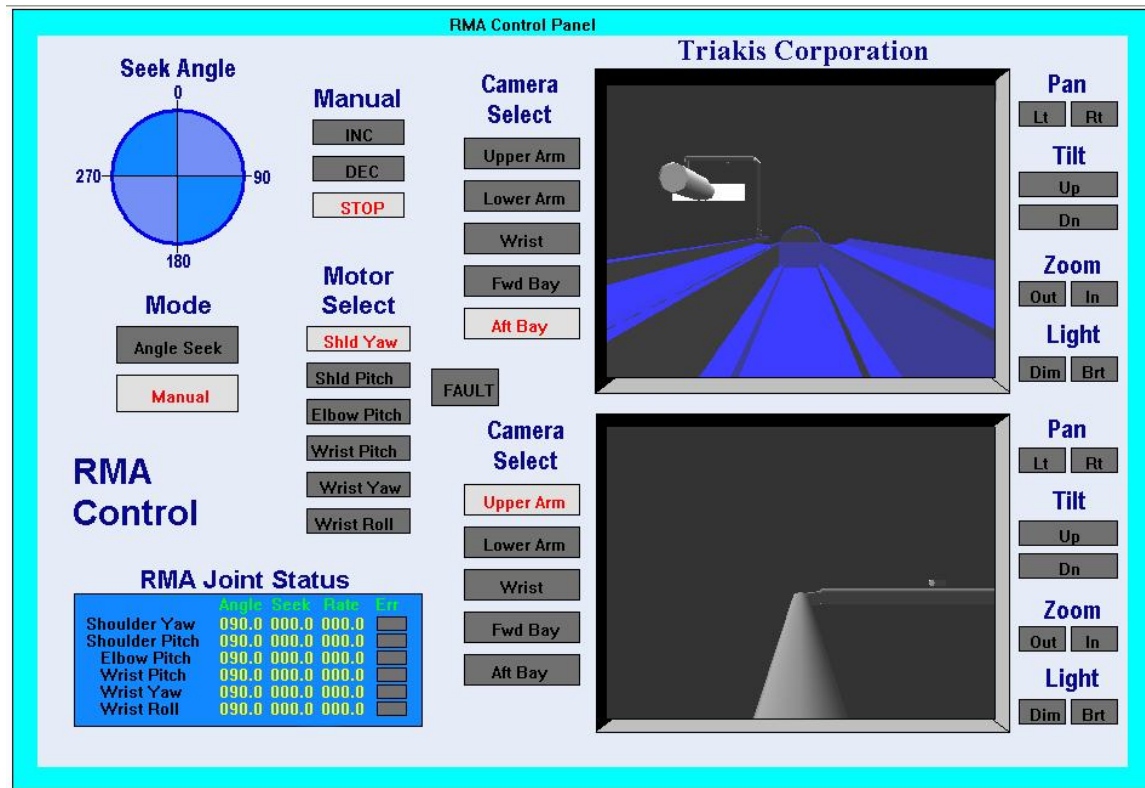 RMA Control Panel
Triakis Corporation
Seek Angle
0
270
90
180
Manual
INC
DEC
STOP
Mode
Angle Seek
Manual
Motor
Select
Shld Yaw
Shld Pitch
Elbow Pitch
Wrist Pitch
Wrist Yaw
Wrist Roll
FAULT
RMA
Control
Camera
Select
Upper Arm
Lower Arm
Wrist
Fwd Bay
Aft Bay
Pan
Lt Rt
Tilt
Up
Dn
Zoom
Out In
Light
Dim Brt
Camera
Select
Upper Arm
Lower Arm
Wrist
Fwd Bay
Aft Bay
Pan
Lt Rt
Tilt
Up
Dn
Zoom
Out In
Light
Dim Brt
RMA Joint Status
Angle Seek Rate Err
Shoulder Yaw 090.0 000.0 000.0
Shoulder Pitch 090.0 000.0 000.0
Elbow Pitch 090.0 000.0 000.0
Wrist Pitch 090.0 000.0 000.0
Wrist Yaw 090.0 000.0 000.0
Wrist Roll 090.0 000.0 000.0